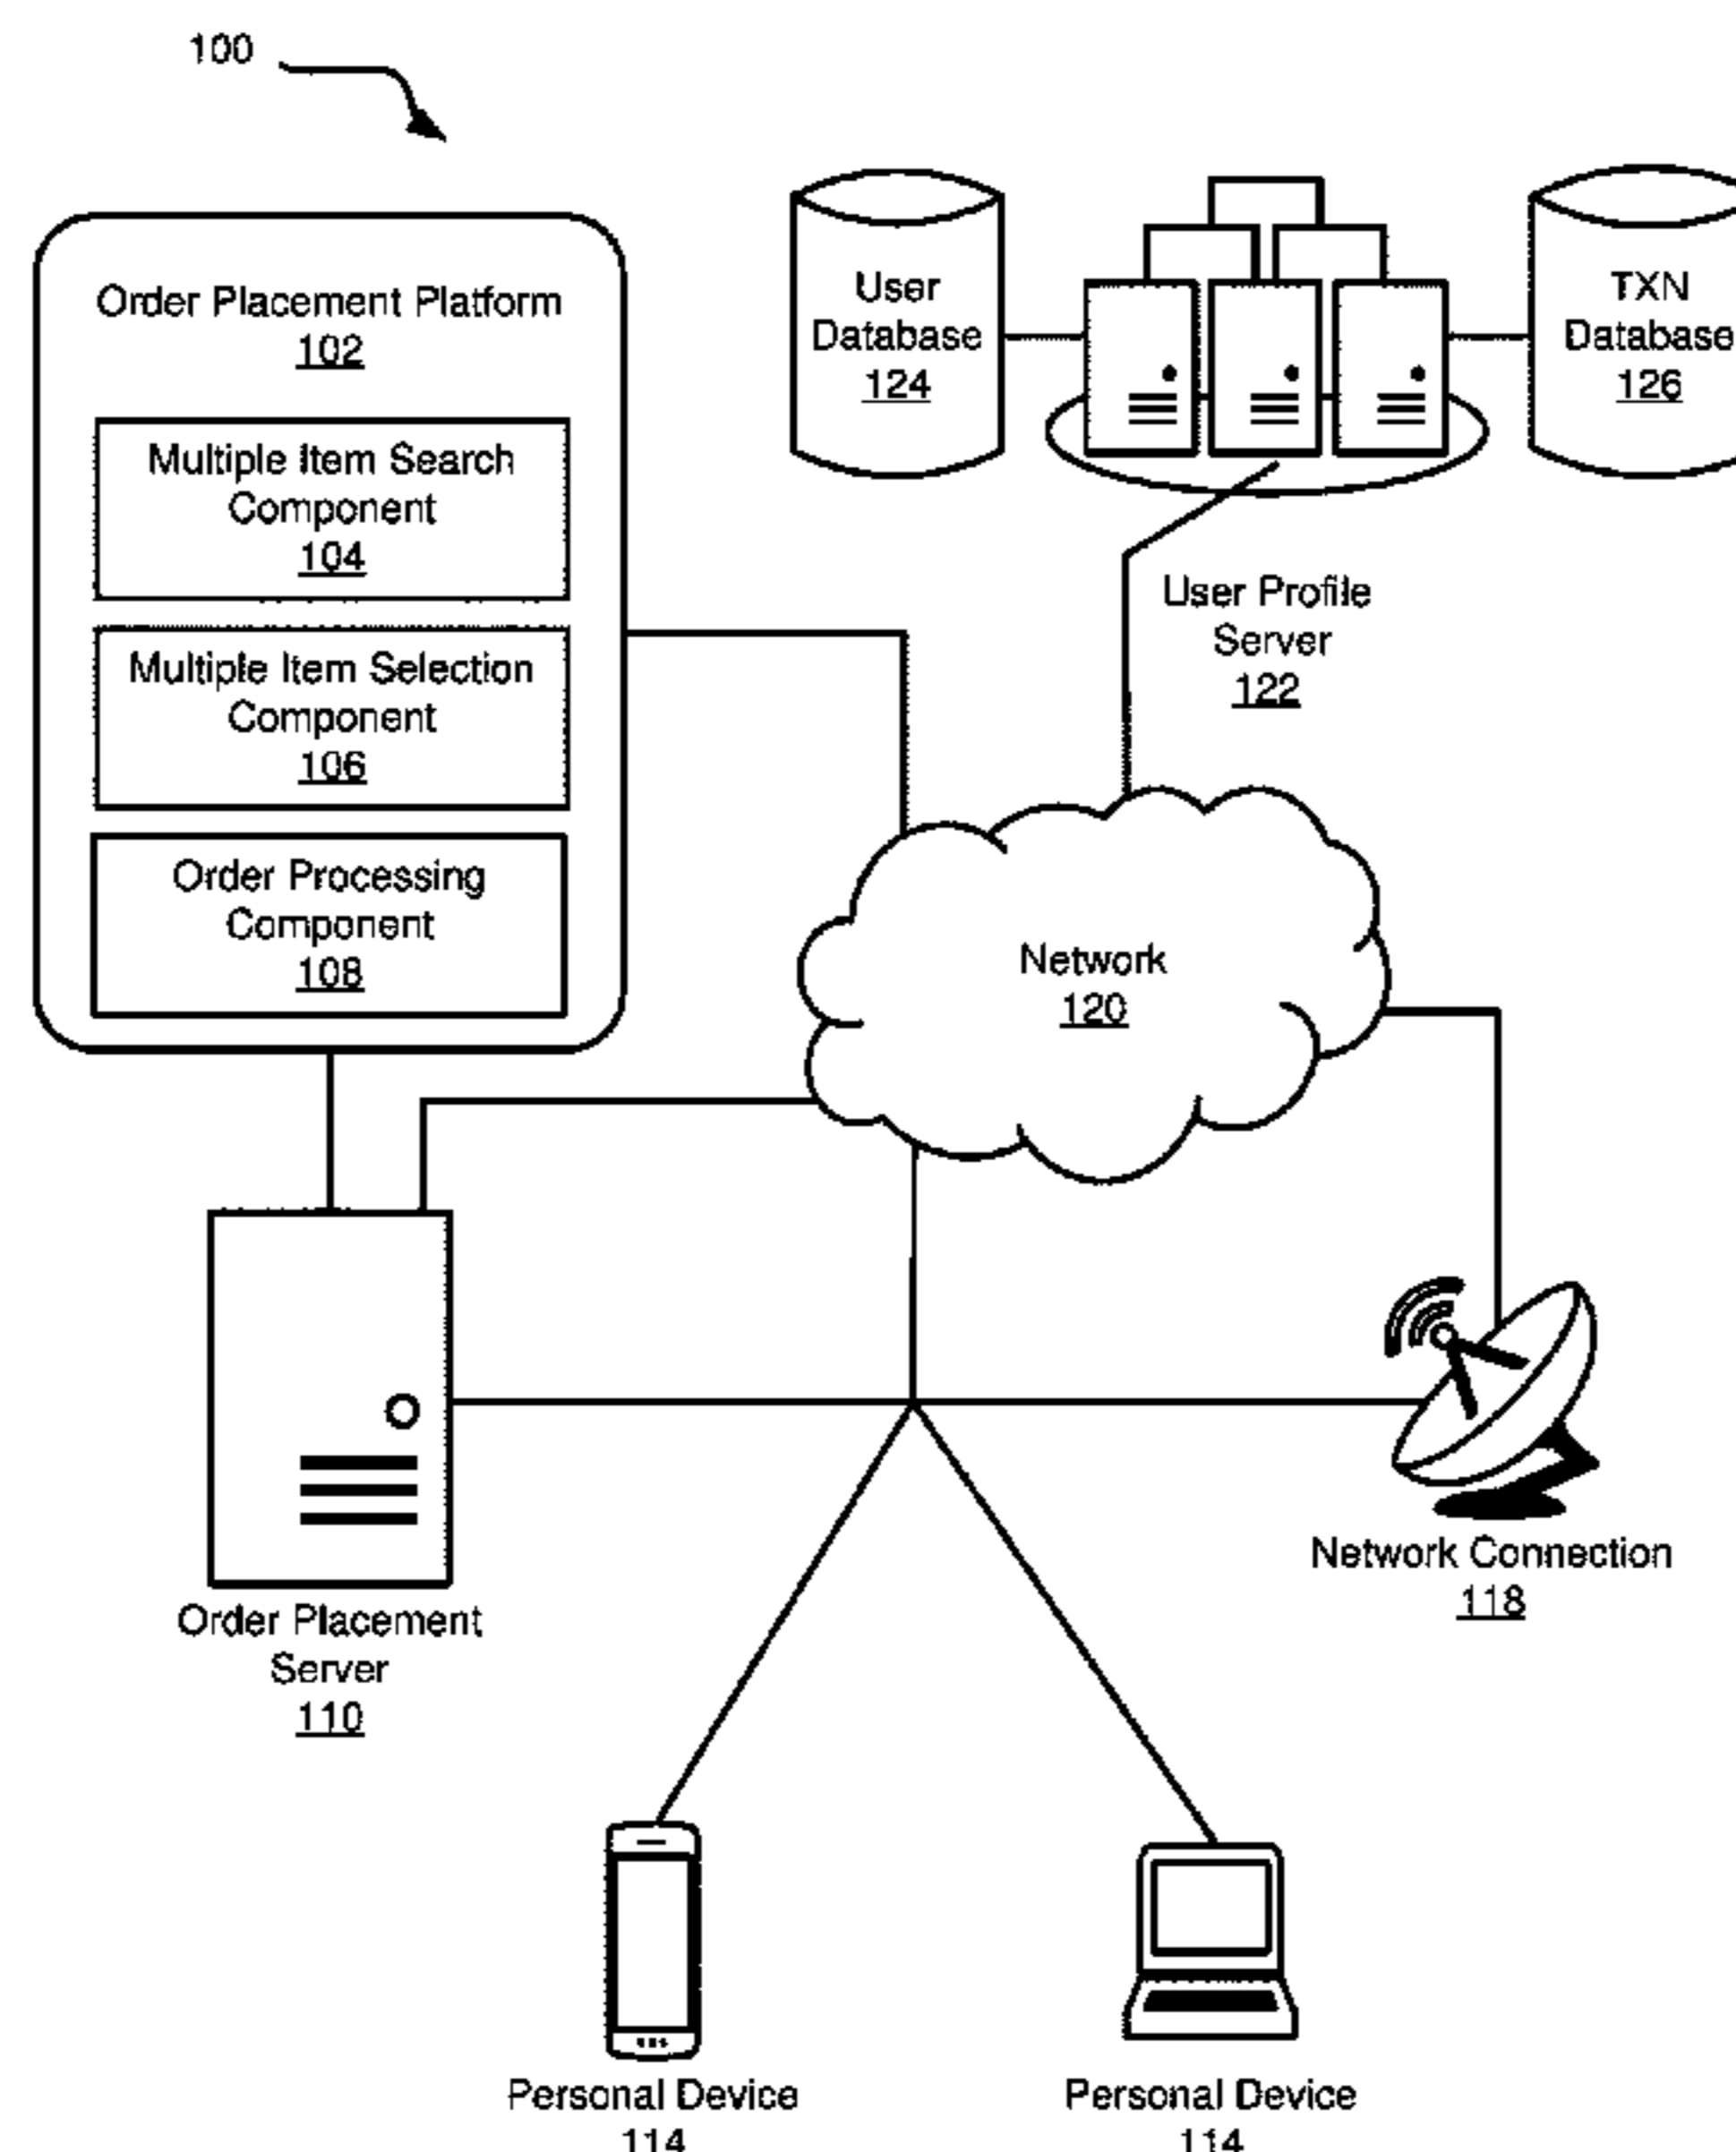 100
Order Placement Platform
102
Multiple Item Search
Component
104
Multiple Item Selection
Component
106
Order Processing
Component
108
User
Database
124
TXN
Database
126
User Profile
Server
122
Network
120
Order Placement
Server
110
Network Connection
118
Personal Device
114
Personal Device
114